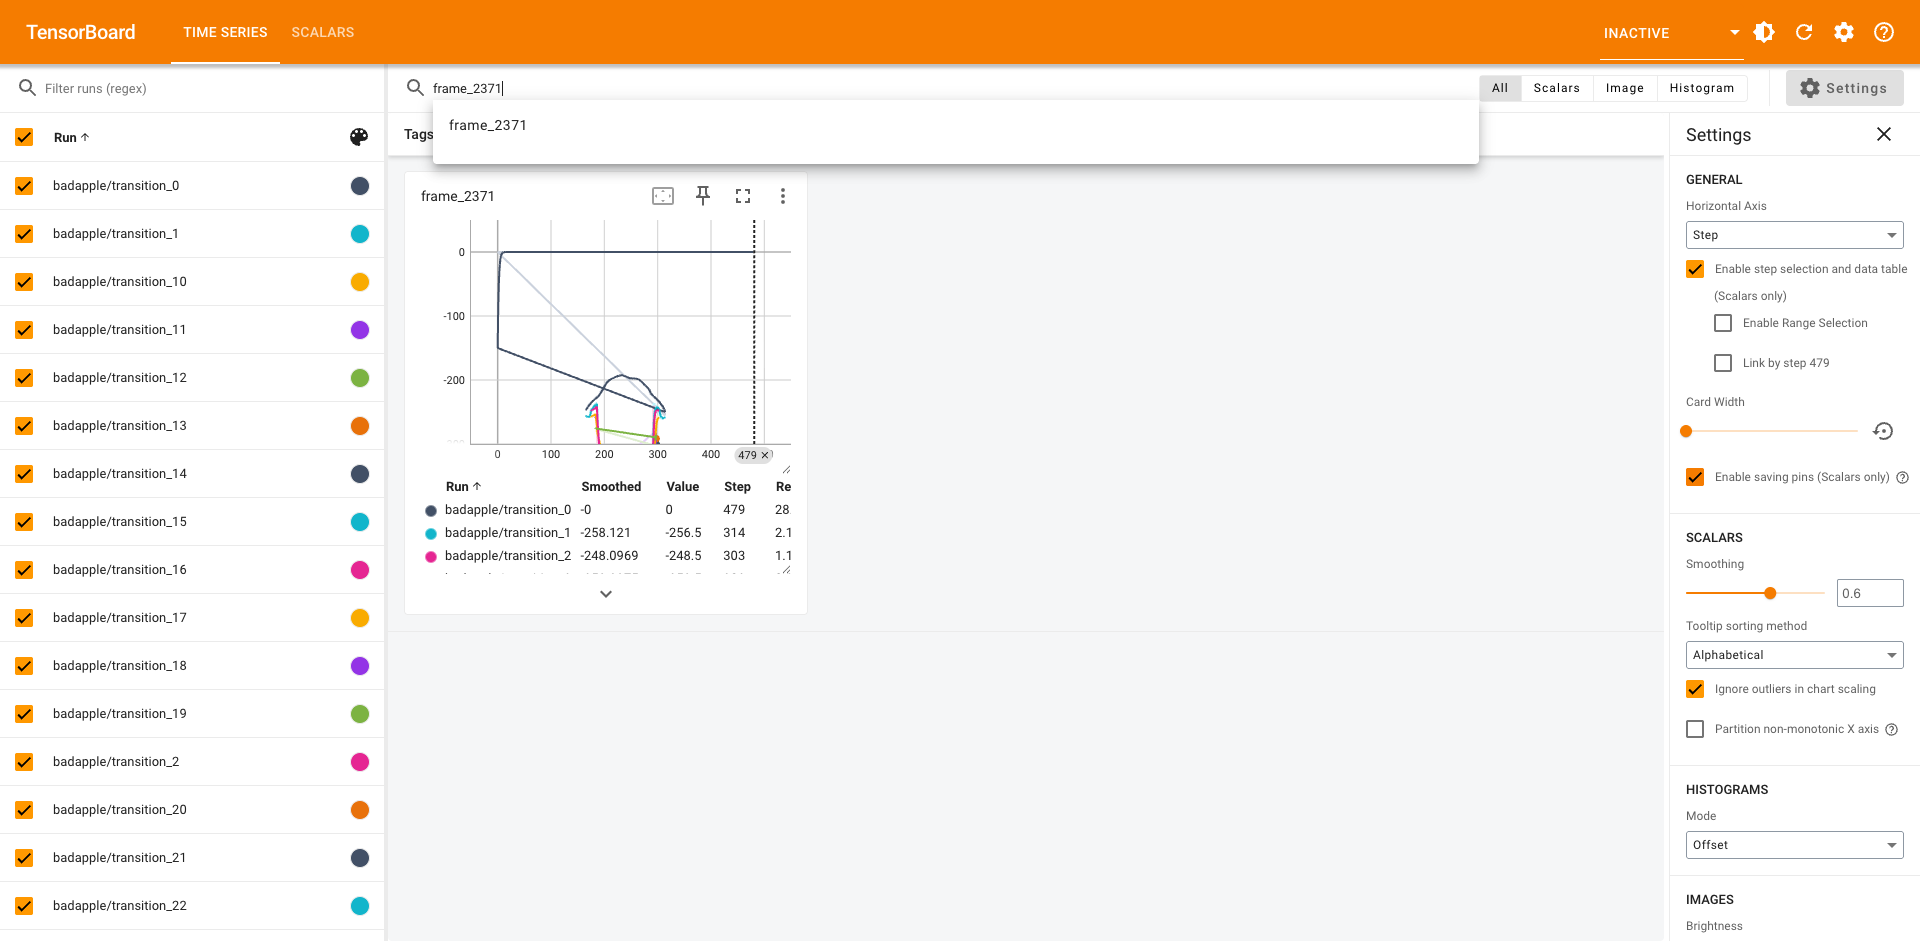 TensorBoard
TIME SERIES
SCALARS
INACTIVE
Filter runs (regex)
frame_2371
All
Scalars
Image
Histogram
Settings
Run
Tags
frame_2371
badapple/transition_0
badapple/transition_1
badapple/transition_10
badapple/transition_11
badapple/transition_12
badapple/transition_13
badapple/transition_14
badapple/transition_15
badapple/transition_16
badapple/transition_17
badapple/transition_18
badapple/transition_19
badapple/transition_2
badapple/transition_20
badapple/transition_21
badapple/transition_22
frame_2371
0
-100
-200
0 100 200 300 400 479
Run Smoothed Value Step Re
badapple/transition_0 -0 0 479 28.
badapple/transition_1 -258.121 -256.5 314 2.1
badapple/transition_2 -248.0969 -248.5 303 1.1
Settings
GENERAL
Horizontal Axis
Step
Enable step selection and data table
(Scalars only)
Enable Range Selection
Link by step 479
Card Width
Enable saving pins (Scalars only)
SCALARS
Smoothing
0.6
Tooltip sorting method
Alphabetical
Ignore outliers in chart scaling
Partition non-monotonic X axis
HISTOGRAMS
Mode
Offset
IMAGES
Brightness